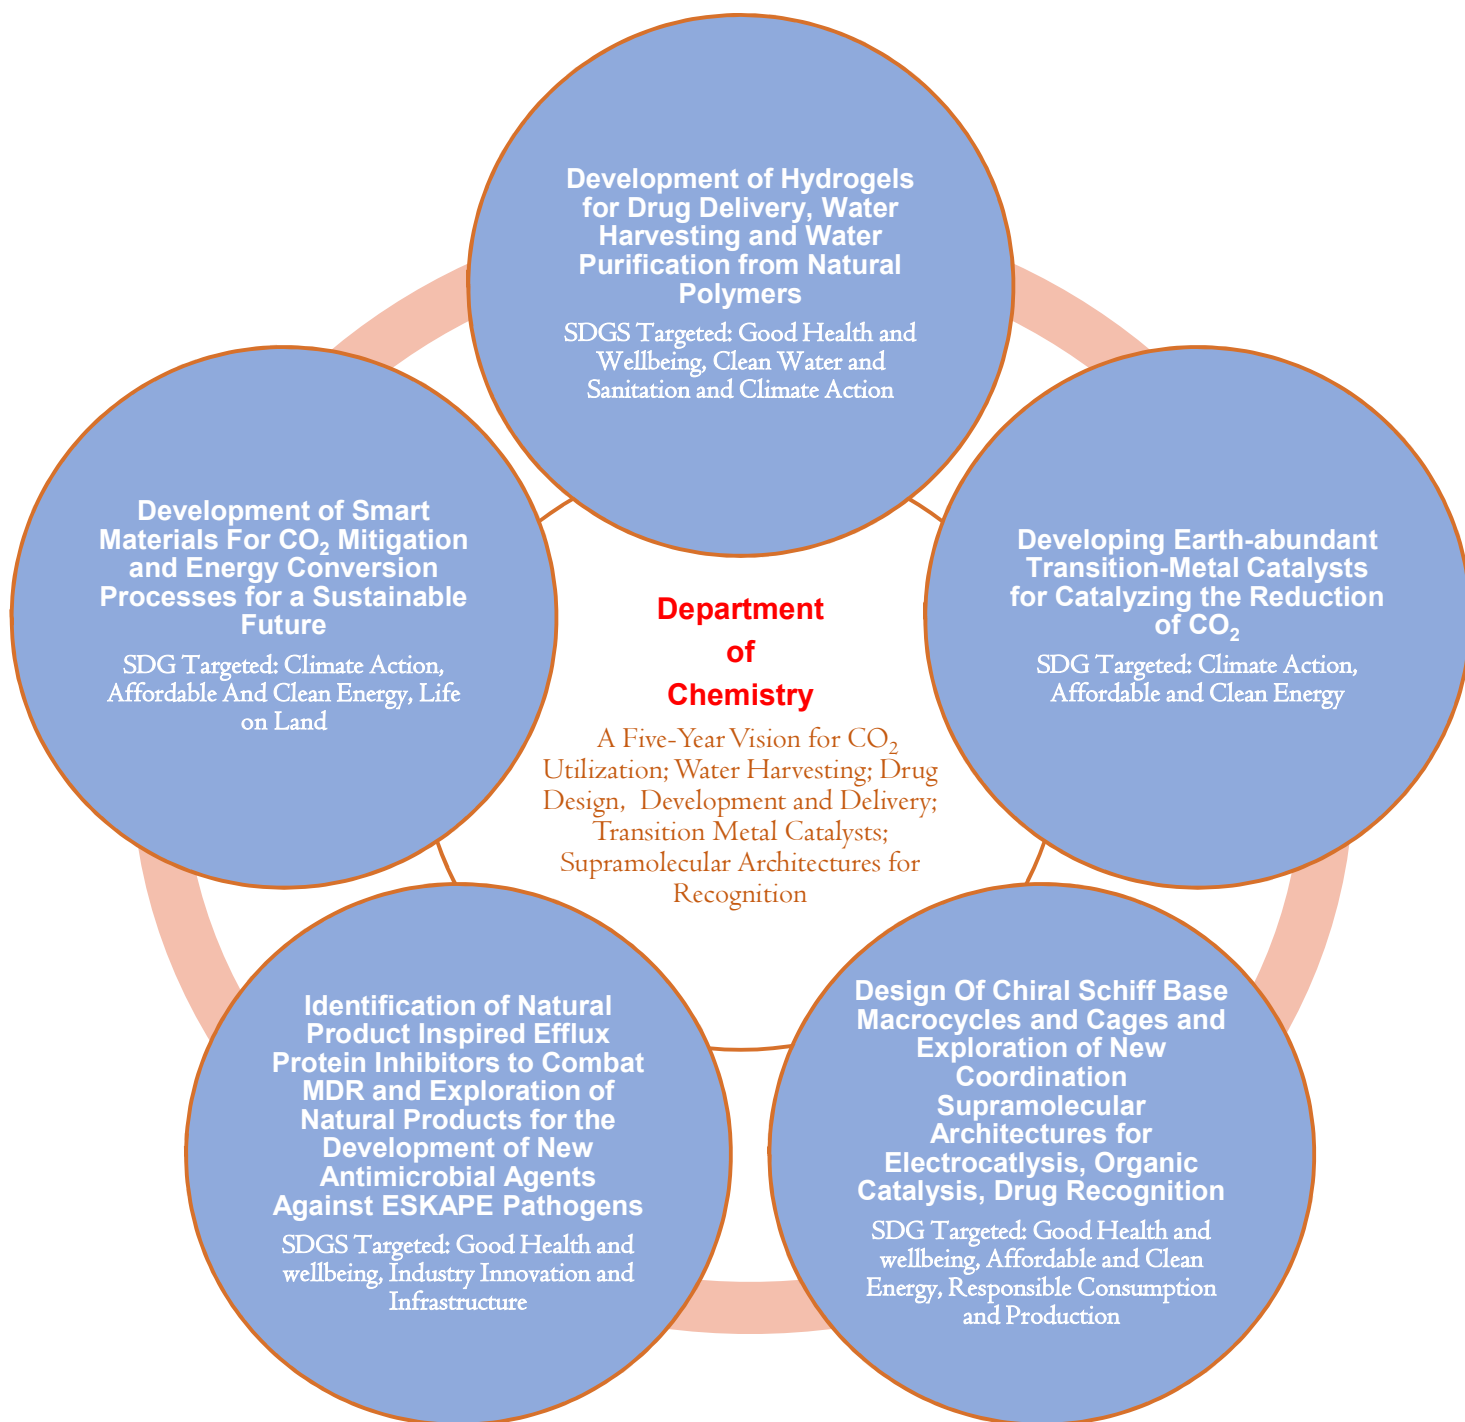 Development of Hydrogels
for Drug Delivery, Water
Harvesting and Water
Purification from Natural
Polymers
SDGS Targeted: Good Health and
Wellbeing, Clean Water and
Sanitation and Climate Action
Developing Earth-abundant
Transition-Metal Catalysts
for Catalyzing the Reduction
of CO₂
SDG Targeted: Climate Action,
Affordable and Clean Energy
Design Of Chiral Schiff Base
Macrocycles and Cages and
Exploration of New
Coordination
Supramolecular
Architectures for
Electrocatlysis, Organic
Catalysis, Drug Recognition
SDG Targeted: Good Health and
wellbeing, Affordable and Clean
Energy, Responsible Consumption
and Production
Identification of Natural
Product Inspired Efflux
Protein Inhibitors to Combat
MDR and Exploration of
Natural Products for the
Development of New
Antimicrobial Agents
Against ESKAPE Pathogens
SDGS Targeted: Good Health and
wellbeing, Industry Innovation and
Infrastructure
Development of Smart
Materials For CO₂ Mitigation
and Energy Conversion
Processes for a Sustainable
Future
SDG Targeted: Climate Action,
Affordable And Clean Energy, Life
on Land
Department
of
Chemistry
A Five-Year Vision for CO₂
Utilization; Water Harvesting; Drug
Design, Development and Delivery;
Transition Metal Catalysts;
Supramolecular Architectures for
Recognition